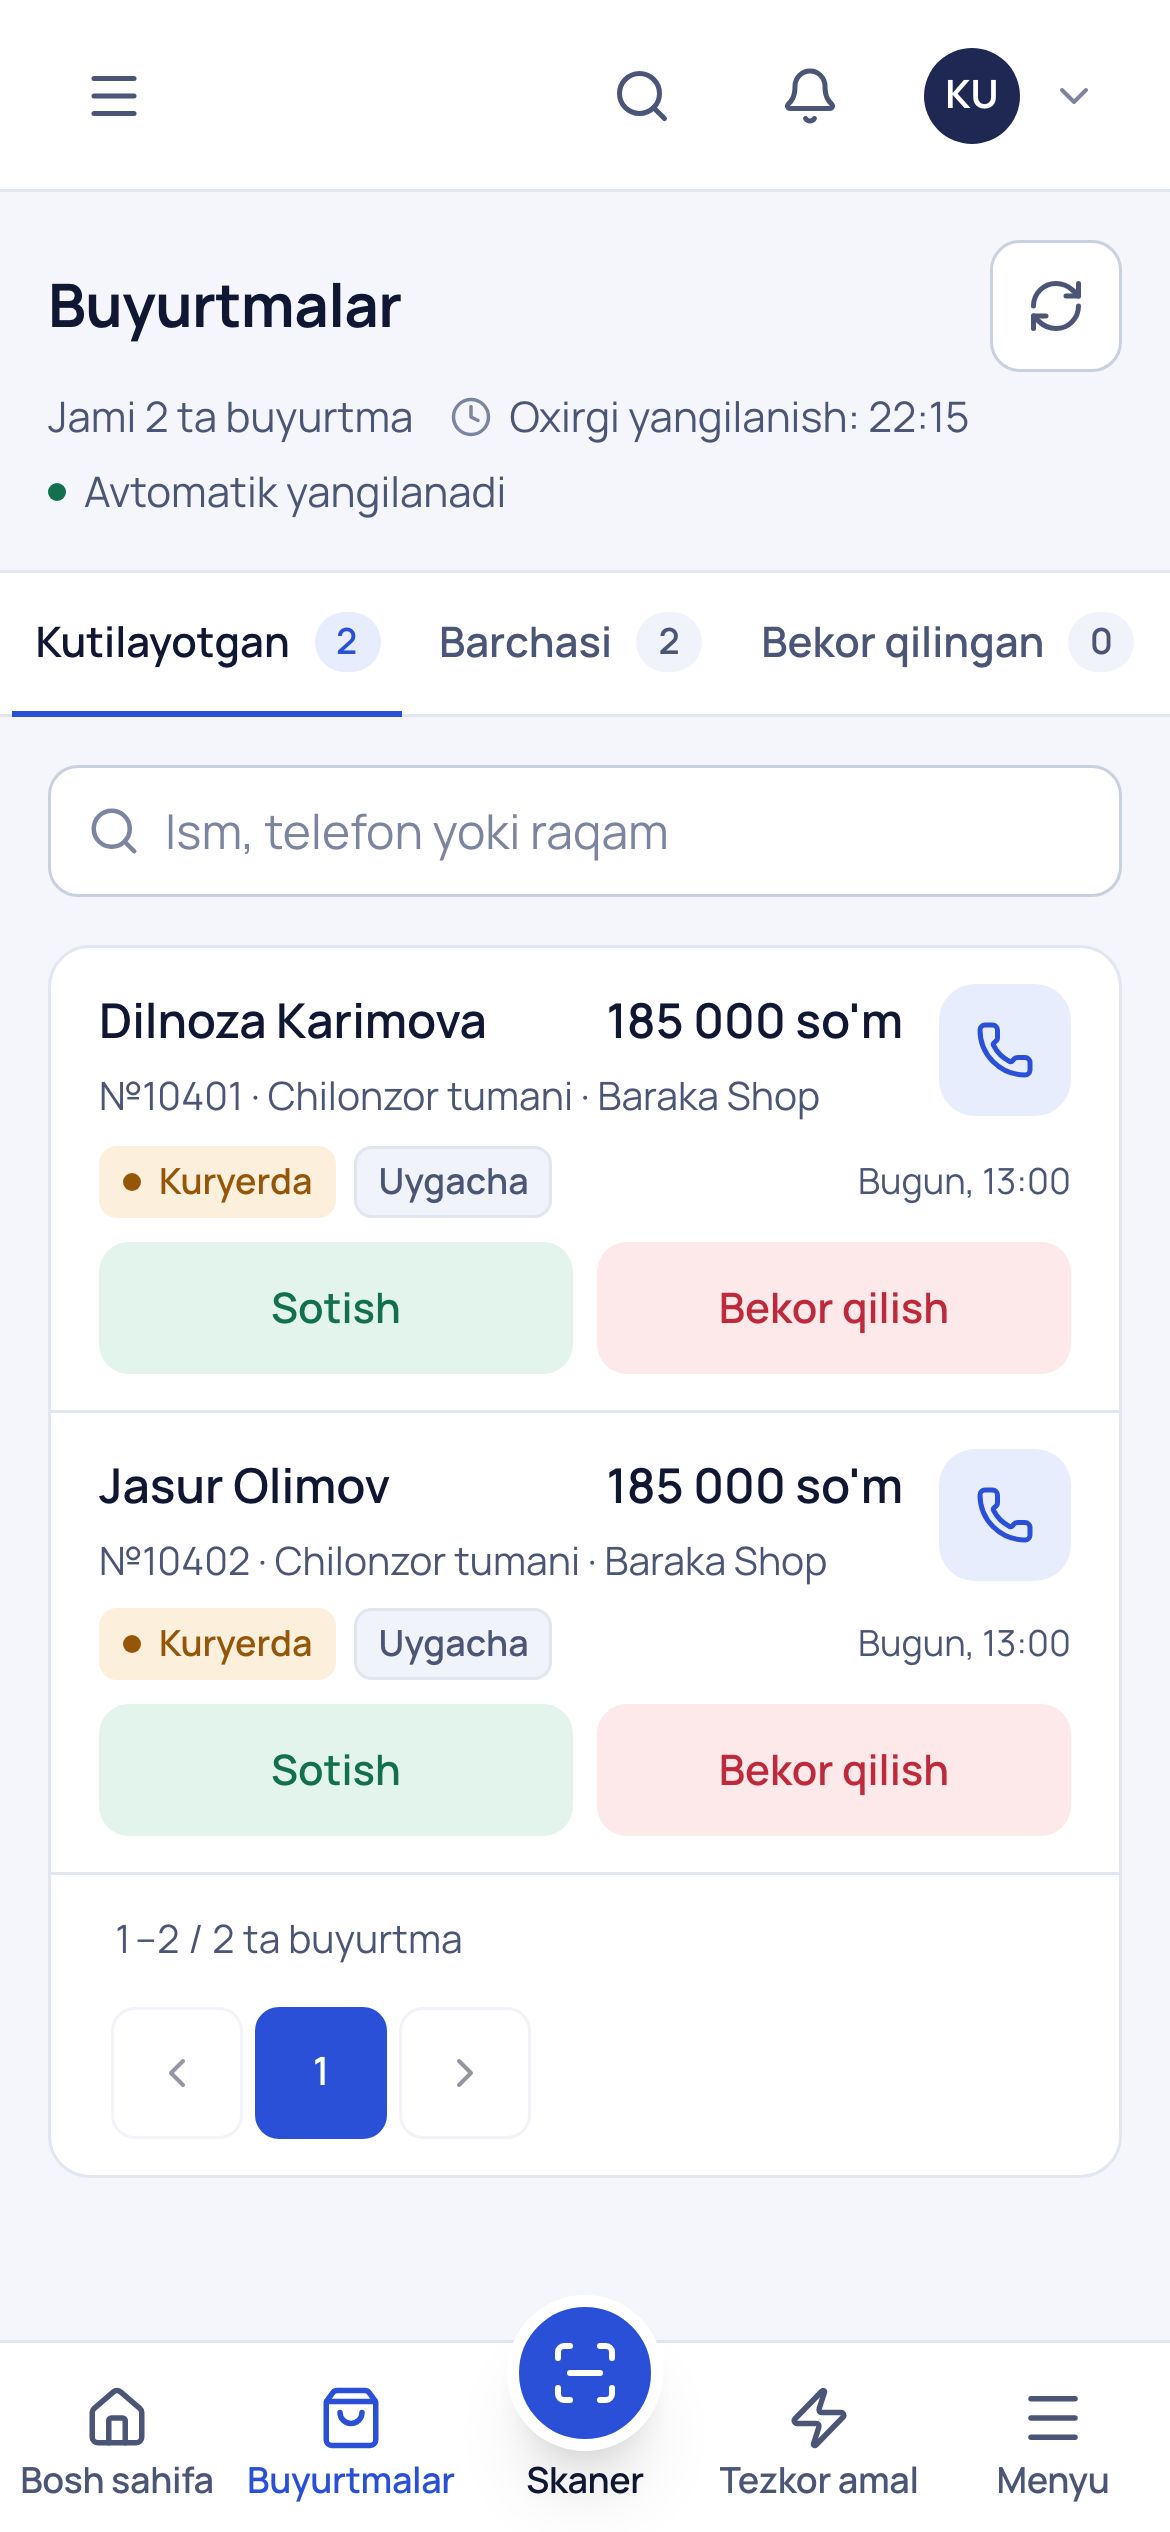 KU
Buyurtmalar
Jami 2 ta buyurtma Oxirgi yangilanish: 22:15
Avtomatik yangilanadi
Kutilayotgan 2 Barchasi 2 Bekor qilingan 0
Ism, telefon yoki raqam
Dilnoza Karimova 185 000 so'm
№10401 · Chilonzor tumani · Baraka Shop
Kuryerda Uygacha Bugun, 13:00
Sotish Bekor qilish
Jasur Olimov 185 000 so'm
№10402 · Chilonzor tumani · Baraka Shop
Kuryerda Uygacha Bugun, 13:00
Sotish Bekor qilish
1–2 / 2 ta buyurtma
1
Bosh sahifa Buyurtmalar Skaner Tezkor amal Menyu